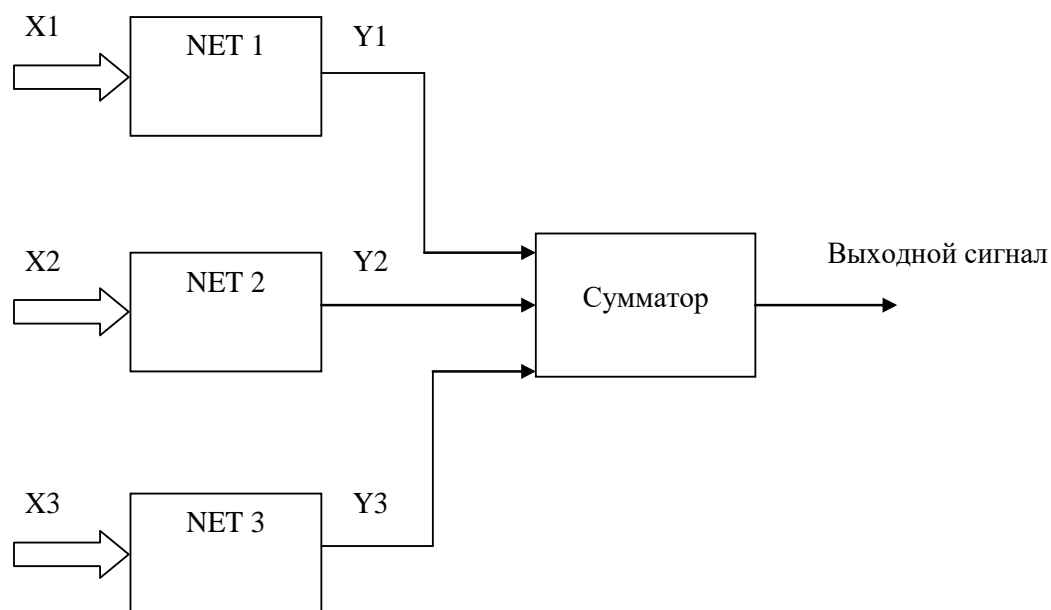 X1
NET 1
Y1
X2
NET 2
Y2
Сумматор
Выходной сигнал
X3
NET 3
Y3